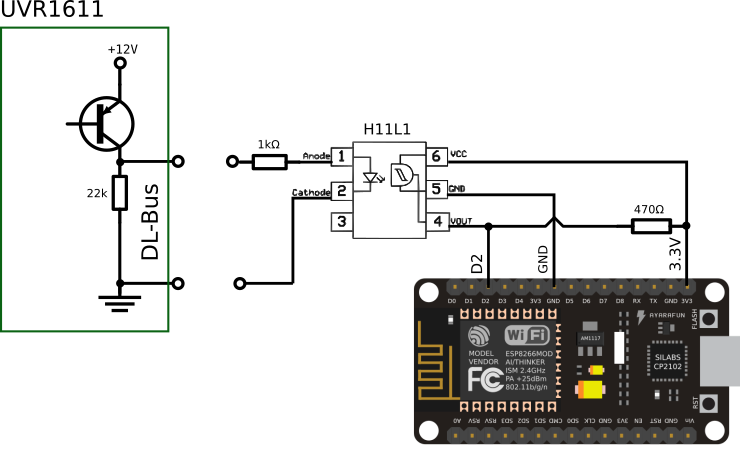 UVR1611
+12V
22k
DL-Bus
1kΩ
H11L1
Anode
1
Cathode
2
3
6
VCC
5
GND
4
VOUT
470Ω
D2
GND
3.3V
D0 D1 D2 D3 D4 3V3 GND D5 D6 D7 D8 RX TX GND 3V3
AYARAFUN
FLASH
WiFi
MODEL
VENDOR
ESP8266MOD
AI/THINKER
ISM 2.4GHz
PA +25dBm
802.11b/g/n
FC
AM1117
SILABS
CP2102
RST
A0 RSV RSV SD3 SD2 SD1 CMD SD0 CLK GND 3V3 EN RST GND Vin